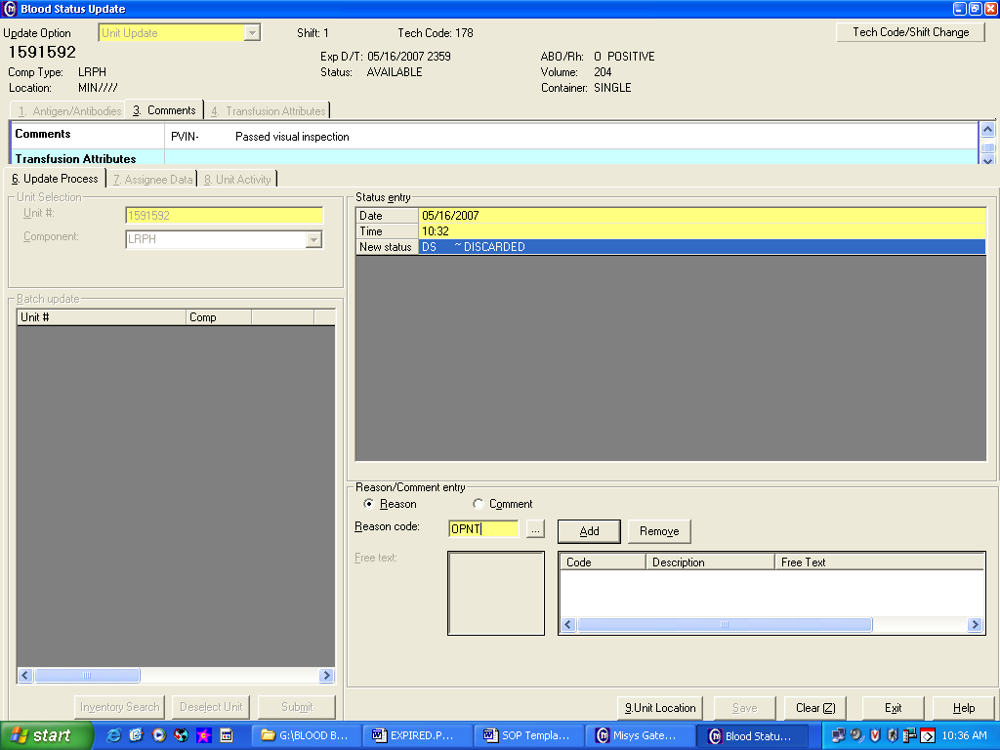 Blood Status Update
Update Option Unit Update Shift: 1 Tech Code: 178 Tech Code/Shift Change
1591592
Exp D/T: 05/16/2007 2359 ABO/Rh: O POSITIVE
Comp Type: LRPH Status: AVAILABLE Volume: 204
Location: MIN//// Container: SINGLE
1. Antigen/Antibodies 3. Comments 4. Transfusion Attributes
Comments PVIN- Passed visual inspection
Transfusion Attributes
6. Update Process 7. Assignee Data 8. Unit Activity
Unit Selection
Unit #: 1591592
Component: LRPH
Batch update
Unit # Comp
Inventory Search Deselect Unit Submit
Status entry
Date 05/16/2007
Time 10:32
New status DS ~ DISCARDED
Reason/Comment entry
Reason Comment
Reason code: OPNT ... Add Remove
Free text:
Code Description Free Text
9.Unit Location Save Clear (Z) Exit Help
start G:\BLOOD B... EXPIRED.P... SOP Templa... Misys Gate... Blood Statu... 10:36 AM